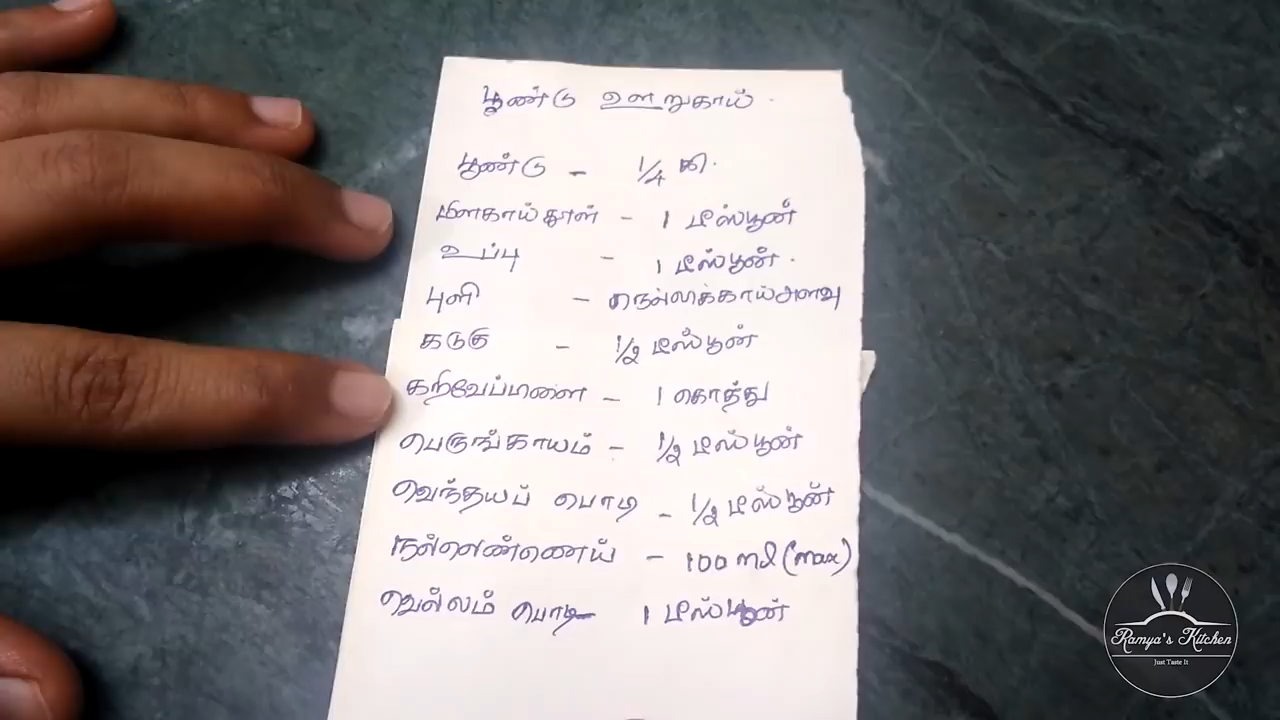 பூண்டு ஊறுகாய்
பூண்டு - 1/4 கி.
மிளகாய்தூள் - 1 டீஸ்பூன்
உப்பு - 1 டீஸ்பூன்.
புளி - நெல்லிக்காய்அளவு
கடுகு - 1/2 டீஸ்பூன்
கறிவேப்பிலை - 1 கொத்து
பெருங்காயம் - 1/2 டீஸ்பூன்
வெந்தயப் பொடி - 1/2 டீஸ்பூன்
நல்லெண்ணெய் - 100 மிலி (max)
வெல்லம் பொடி 1 டீஸ்பூன்
Ramya's Kitchen
Just Taste It